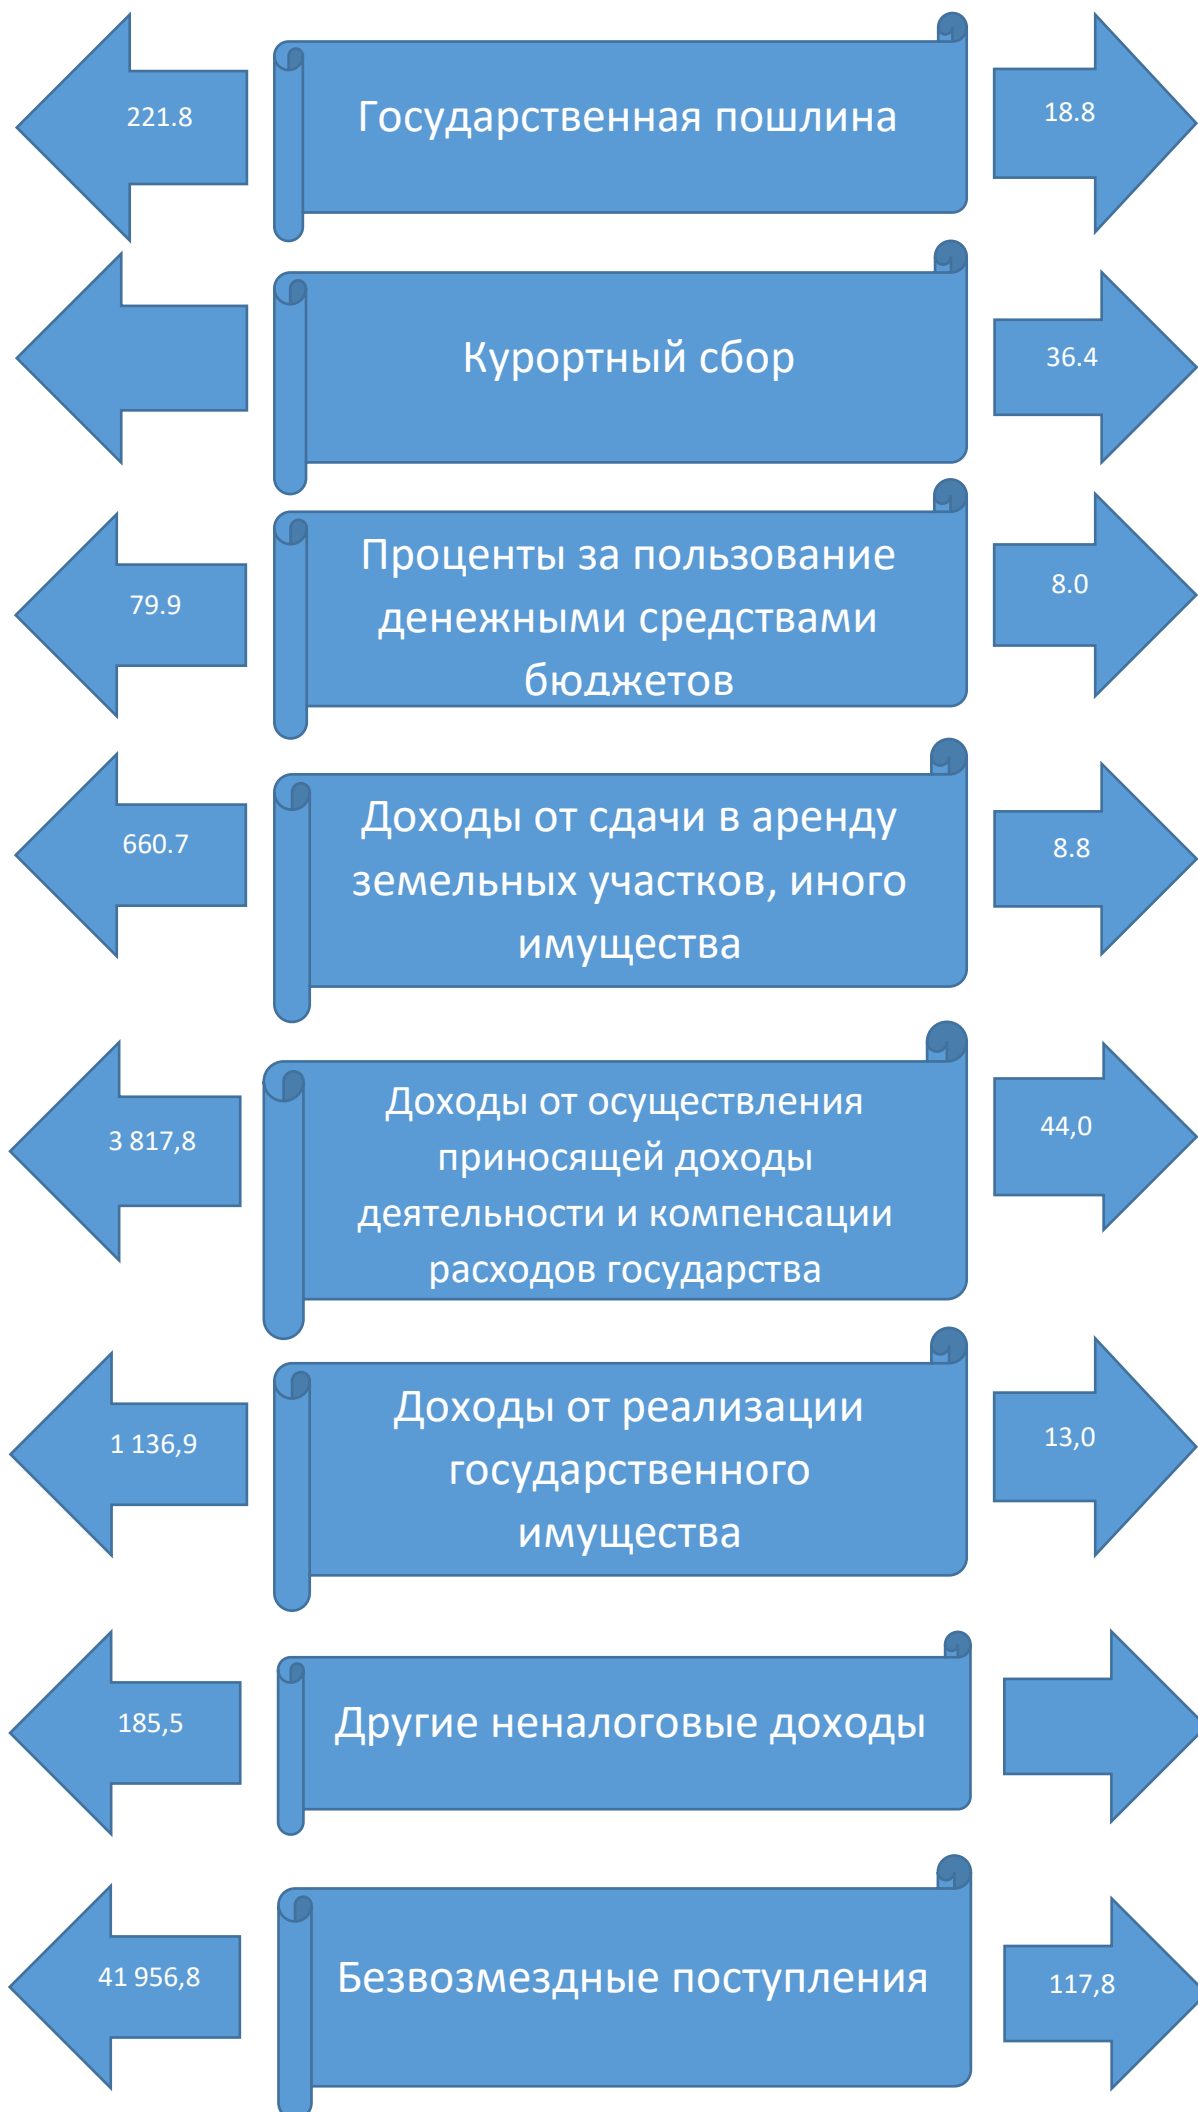 221.8
Государственная пошлина
18.8
Курортный сбор
36.4
79.9
Проценты за пользование
денежными средствами
бюджетов
8.0
660.7
Доходы от сдачи в аренду
земельных участков, иного
имущества
8.8
3 817,8
Доходы от осуществления
приносящей доходы
деятельности и компенсации
расходов государства
44,0
1 136,9
Доходы от реализации
государственного
имущества
13,0
185,5
Другие неналоговые доходы
41 956,8
Безвозмездные поступления
117,8